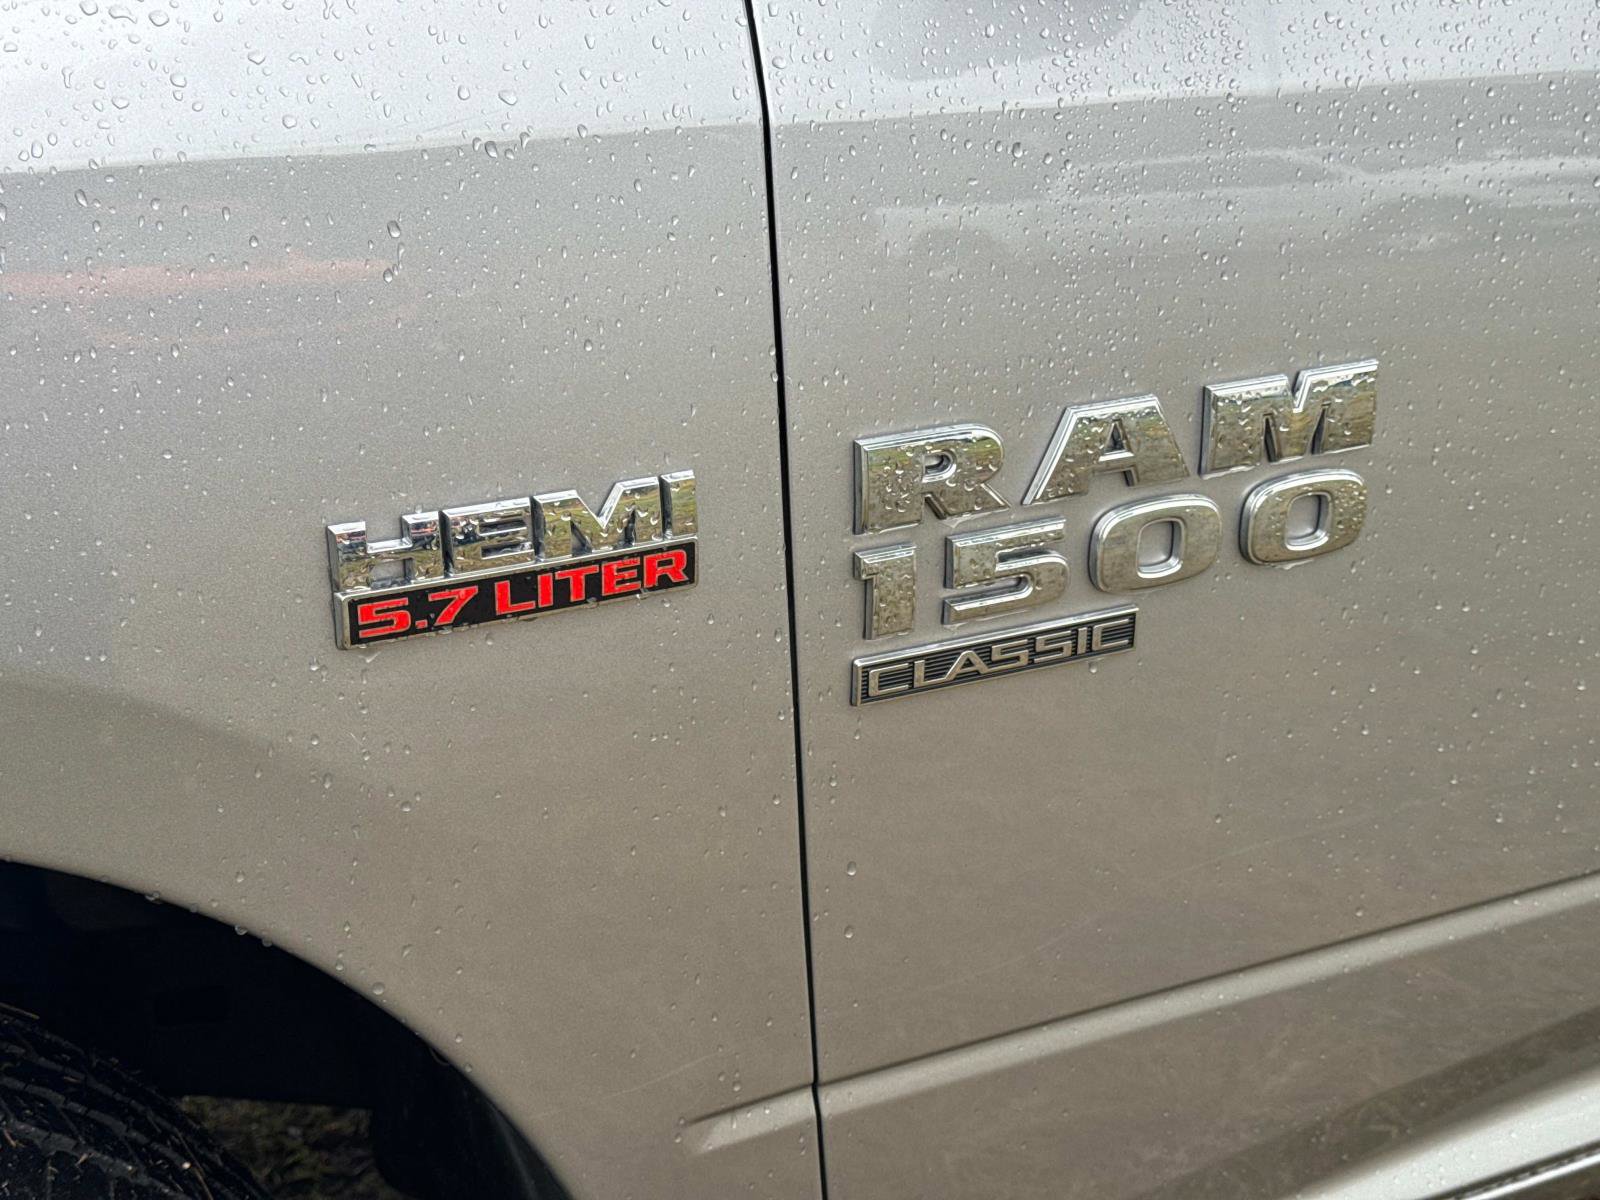 HEMI
5.7 LITER
RAM
1500
CLASSIC